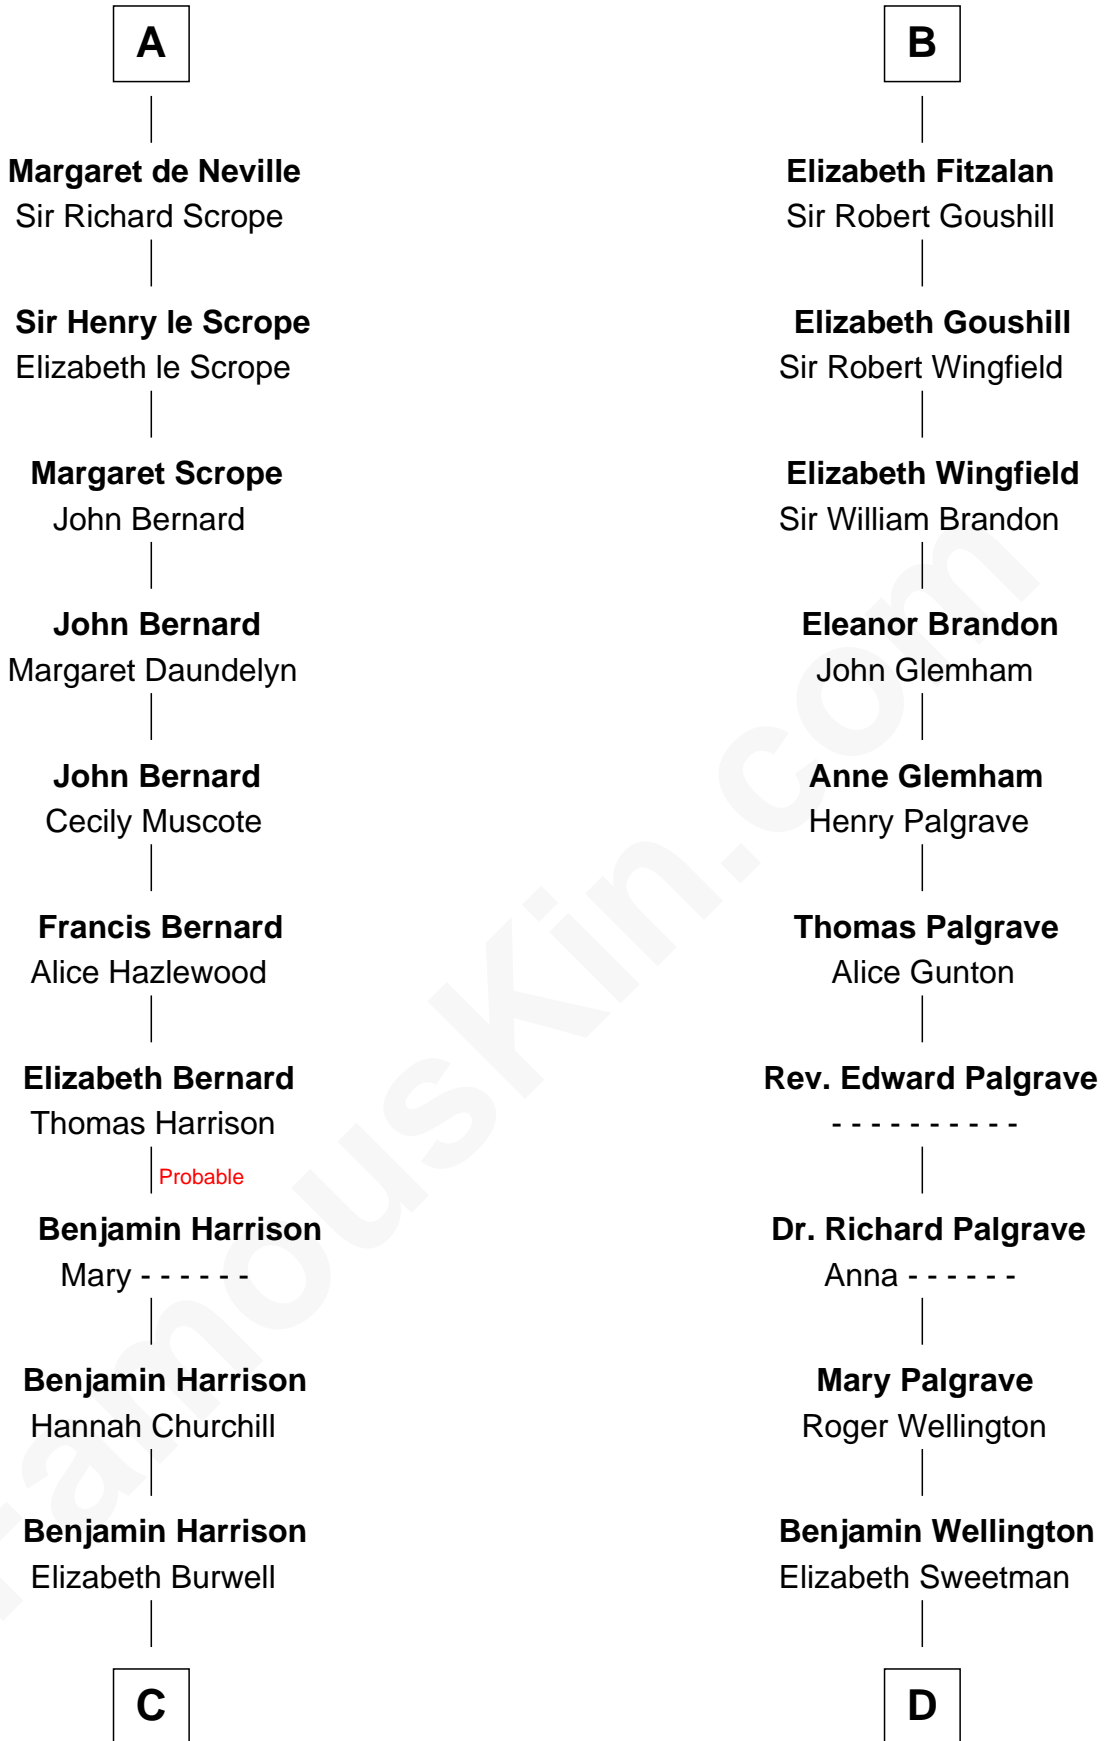 A
Margaret de Neville
Sir Richard Scrope
Sir Henry le Scrope
Elizabeth le Scrope
Margaret Scrope
John Bernard
John Bernard
Margaret Daundelyn
John Bernard
Cecily Muscote
Francis Bernard
Alice Hazlewood
Elizabeth Bernard
Thomas Harrison
Probable
Benjamin Harrison
Mary - - - - - -
Benjamin Harrison
Hannah Churchill
Benjamin Harrison
Elizabeth Burwell
C
B
Elizabeth Fitzalan
Sir Robert Goushill
Elizabeth Goushill
Sir Robert Wingfield
Elizabeth Wingfield
Sir William Brandon
Eleanor Brandon
John Glemham
Anne Glemham
Henry Palgrave
Thomas Palgrave
Alice Gunton
Rev. Edward Palgrave
- - - - - - - - - -
Dr. Richard Palgrave
Anna - - - - - -
Mary Palgrave
Roger Wellington
Benjamin Wellington
Elizabeth Sweetman
D
FamousKin.com